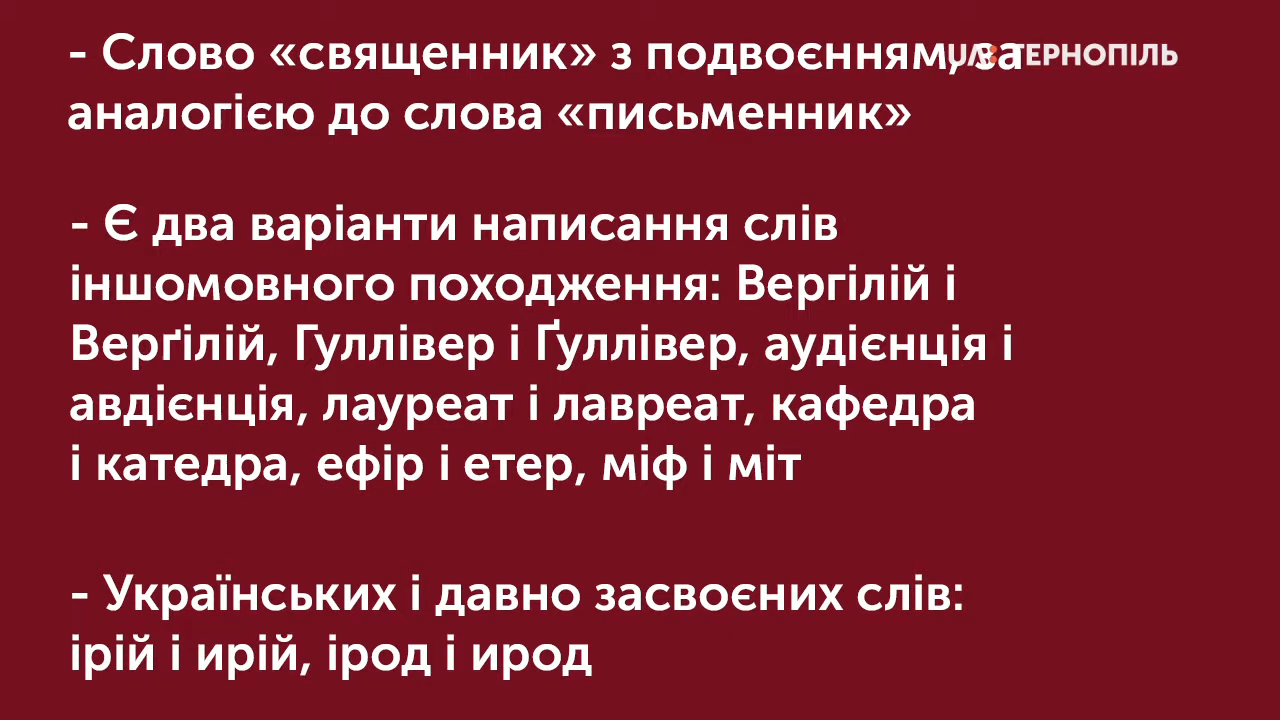 - Слово «священник» з подвоєнням, за
аналогією до слова «письменник»
UA: ТЕРНОПІЛЬ
- Є два варіанти написання слів
іншомовного походження: Вергілій і
Верґілій, Гуллівер і Ґуллівер, аудієнція і
авдієнція, лауреат і лавреат, кафедра
і катедра, ефір і етер, міф і міт
- Українських і давно засвоєних слів:
ірій і ирій, ірод і ирод